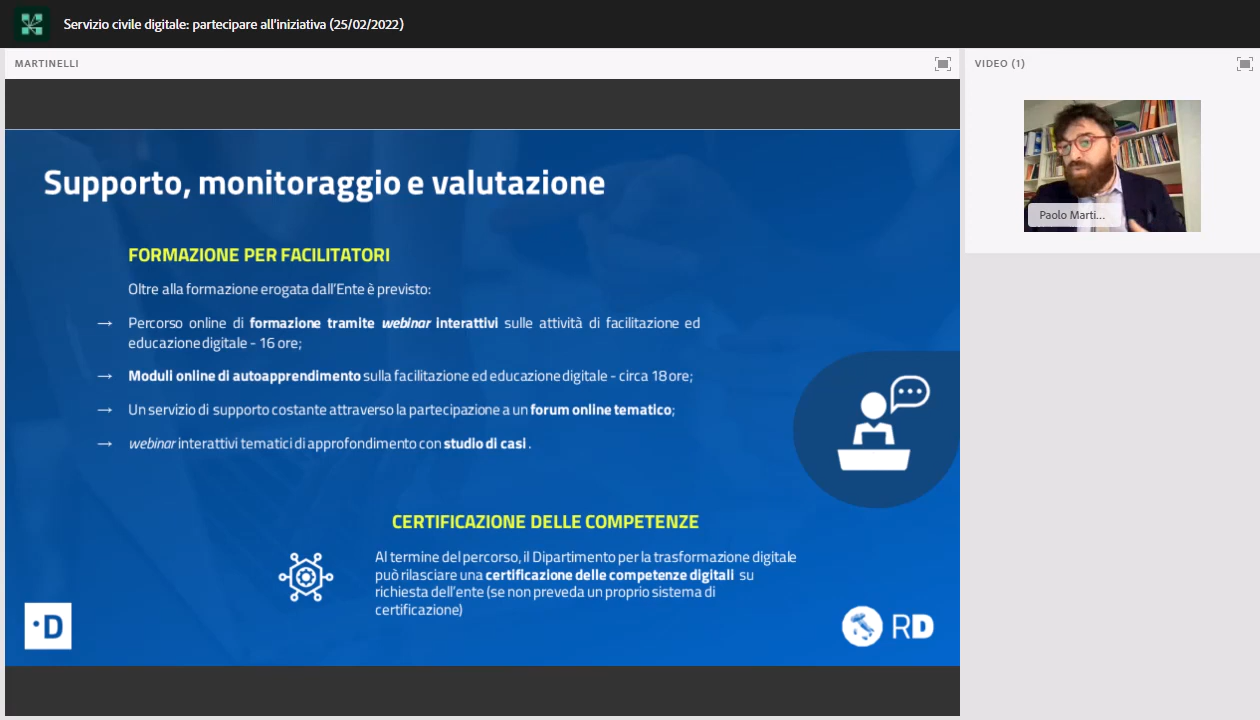 Servizio civile digitale: partecipare all'iniziativa (25/02/2022)
MARTINELLI
VIDEO (1)
Paolo Marti...
Supporto, monitoraggio e valutazione
FORMAZIONE PER FACILITATORI
Oltre alla formazione erogata dall'Ente è previsto:
→ Percorso online di formazione tramite webinar interattivi sulle attività di facilitazione ed
educazione digitale - 16 ore;
→ Moduli online di autoapprendimento sulla facilitazione ed educazione digitale - circa 18 ore;
→ Un servizio di supporto costante attraverso la partecipazione a un forum online tematico;
→ webinar interattivi tematici di approfondimento con studio di casi .
CERTIFICAZIONE DELLE COMPETENZE
Al termine del percorso, il Dipartimento per la trasformazione digitale
può rilasciare una certificazione delle competenze digitali su
richiesta dell'ente (se non preveda un proprio sistema di
certificazione)
·D
RD